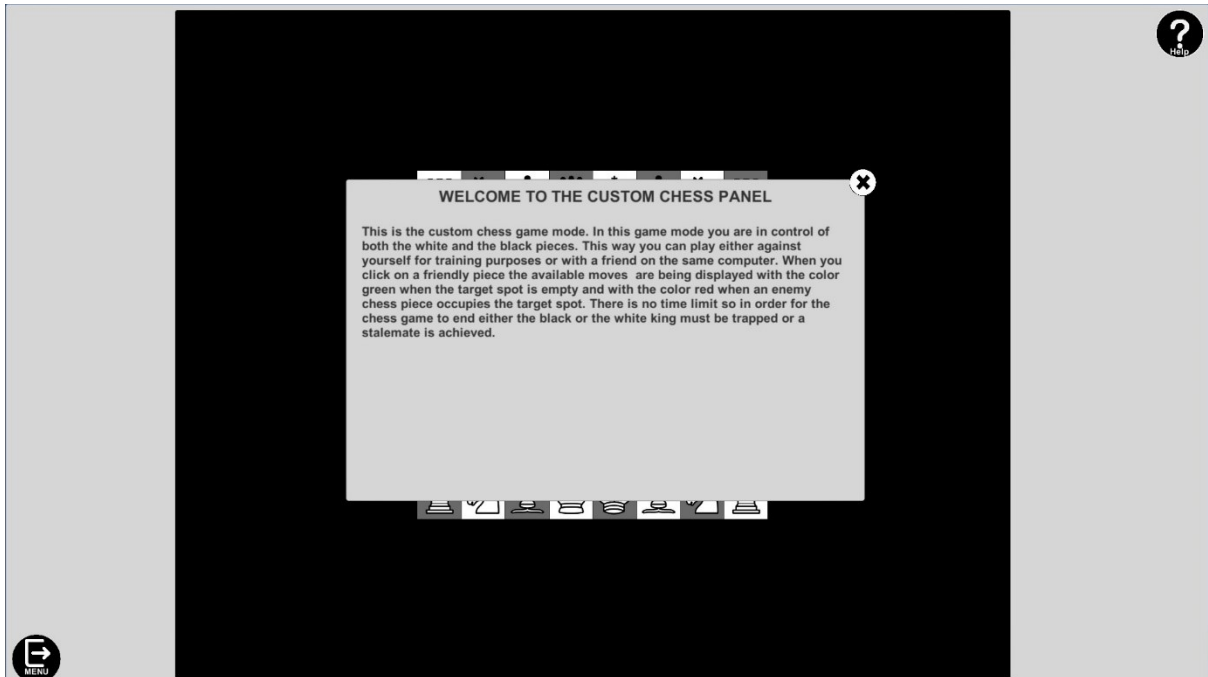 Help
WELCOME TO THE CUSTOM CHESS PANEL
This is the custom chess game mode. In this game mode you are in control of
both the white and the black pieces. This way you can play either against
yourself for training purposes or with a friend on the same computer. When you
click on a friendly piece the available moves  are being displayed with the color
green when the target spot is empty and with the color red when an enemy
chess piece occupies the target spot. There is no time limit so in order for the
chess game to end either the black or the white king must be trapped or a
stalemate is achieved.
MENU